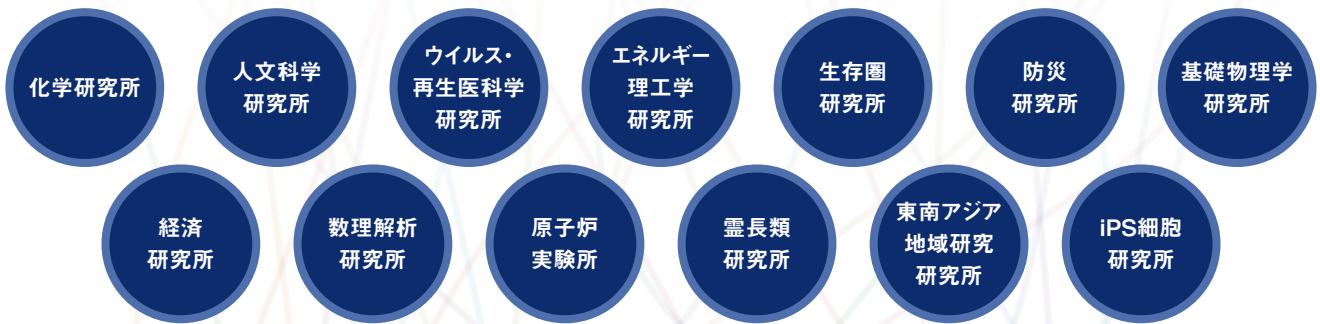 化学研究所
人文科学
研究所
ウイルス・
再生医科学
研究所
エネルギー
理工学
研究所
生存圏
研究所
防災
研究所
基礎物理学
研究所
経済
研究所
数理解析
研究所
原子炉
実験所
霊長類
研究所
東南アジア
地域研究
研究所
iPS細胞
研究所